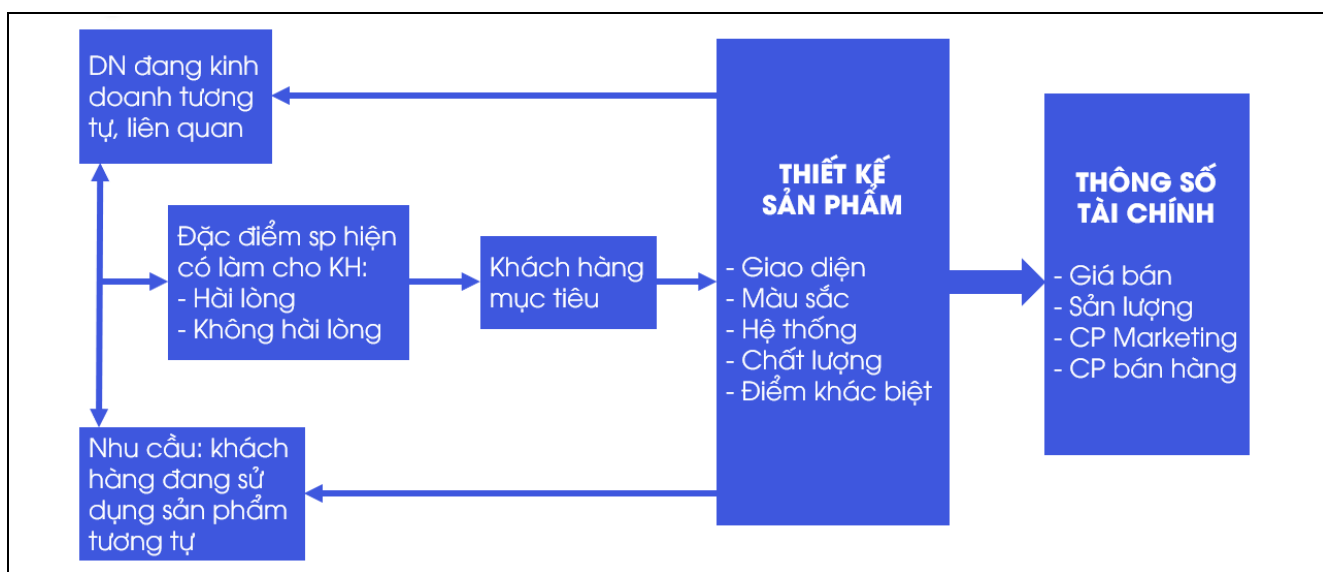 DN đang kinh
doanh tương
tự, liên quan
Đặc điểm sp hiện
có làm cho KH:
- Hài lòng
- Không hài lòng
Nhu cầu: khách
hàng đang sử
dụng sản phẩm
tương tự
Khách hàng
mục tiêu
THIẾT KẾ
SẢN PHẨM
- Giao diện
- Màu sắc
- Hệ thống
- Chất lượng
- Điểm khác biệt
THÔNG SỐ
TÀI CHÍNH
- Giá bán
- Sản lượng
- CP Marketing
- CP bán hàng